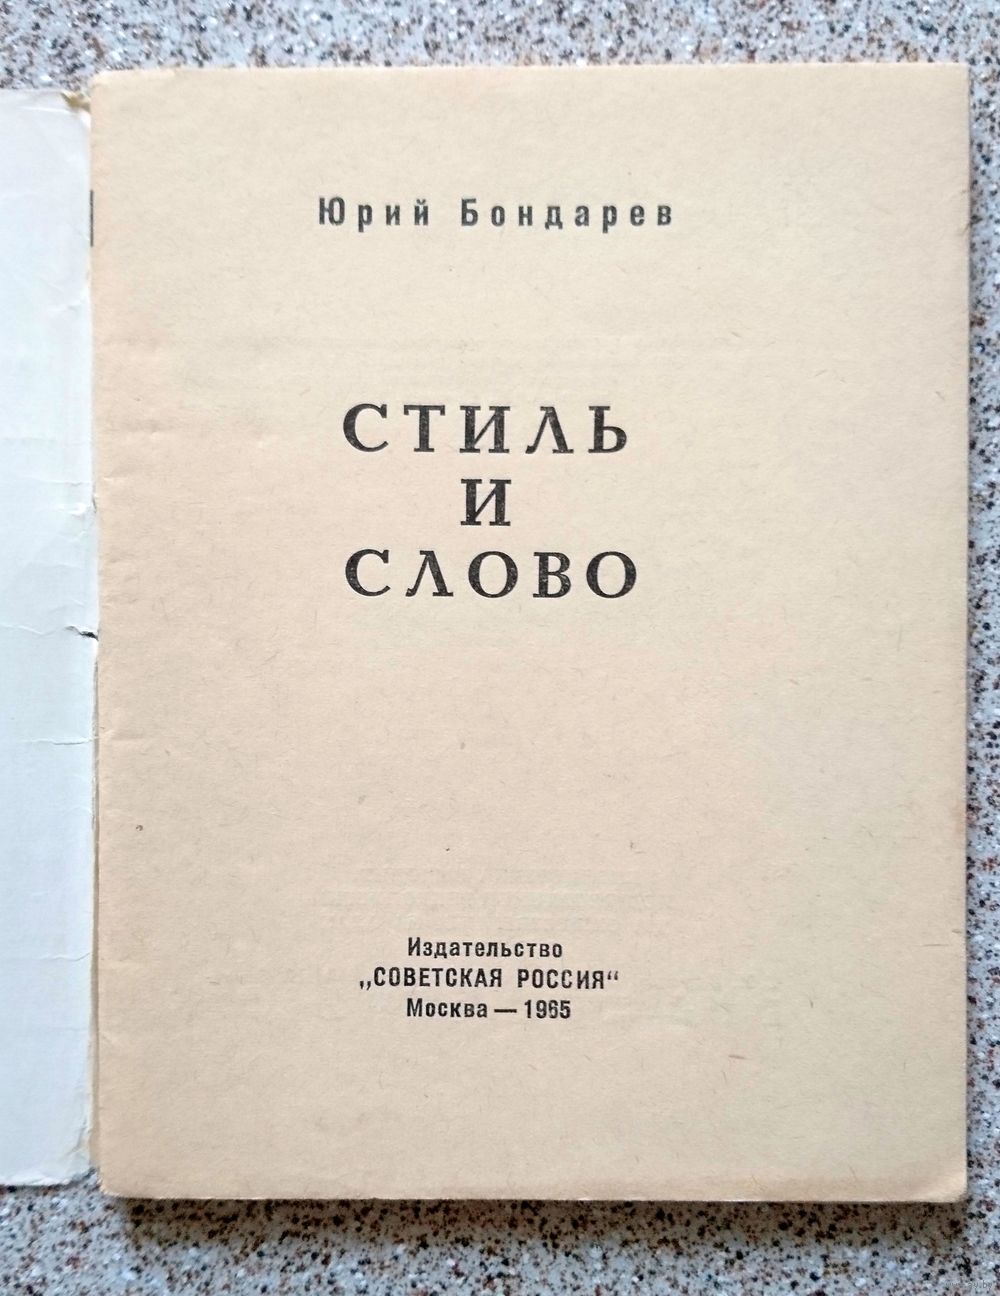 Юрий Бондарев
СТИЛЬ
И
СЛОВО
Издательство
„СОВЕТСКАЯ РОССИЯ“
Москва — 1965